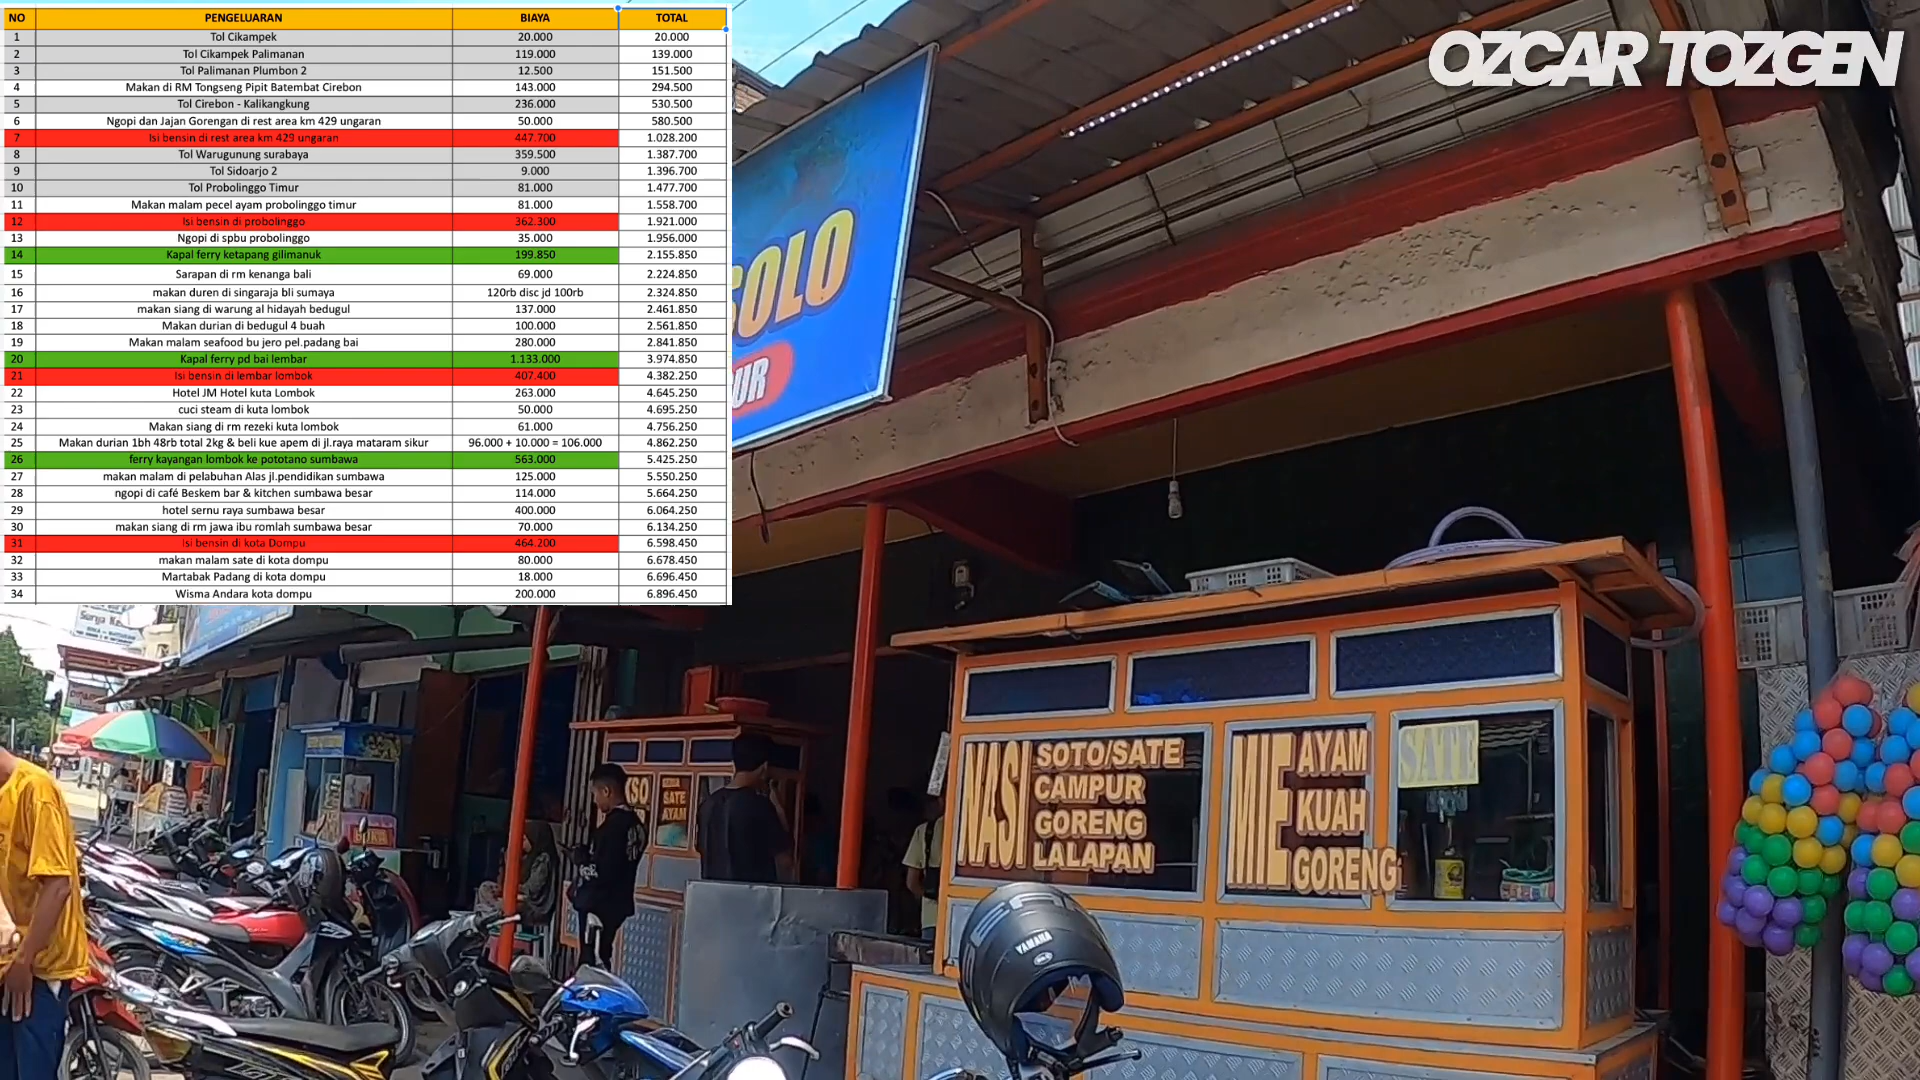 NO PENGELUARAN BIAYA TOTAL
1 Tol Cikampek 20.000 20.000
2 Tol Cikampek Palimanan 119.000 139.000
3 Tol Palimanan Plumbon 2 12.500 151.500
4 Makan di RM Tongseng Pipit Batembat Cirebon 143.000 294.500
5 Tol Cirebon - Kalikangkung 236.000 530.500
6 Ngopi dan Jajan Gorengan di rest area km 429 ungaran 50.000 580.500
7 Isi bensin di rest area km 429 ungaran 447.700 1.028.200
8 Tol Warugunung surabaya 359.500 1.387.700
9 Tol Sidoarjo 2 9.000 1.396.700
10 Tol Probolinggo Timur 81.000 1.477.700
11 Makan malam pecel ayam probolinggo timur 81.000 1.558.700
12 Isi bensin di probolinggo 362.300 1.921.000
13 Ngopi di spbu probolinggo 35.000 1.956.000
14 Kapal ferry ketapang gilimanuk 199.850 2.155.850
15 Sarapan di rm kenanga bali 69.000 2.224.850
16 makan duren di singaraja bli sumaya 120rb disc jd 100rb 2.324.850
17 makan siang di warung al hidayah bedugul 137.000 2.461.850
18 Makan durian di bedugul 4 buah 100.000 2.561.850
19 Makan malam seafood bu jero pel.padang bai 280.000 2.841.850
20 Kapal ferry pd bai lembar 1.133.000 3.974.850
21 Isi bensin di lembar lombok 407.400 4.382.250
22 Hotel JM Hotel kuta Lombok 263.000 4.645.250
23 cuci steam di kuta lombok 50.000 4.695.250
24 Makan siang di rm rezeki kuta lombok 61.000 4.756.250
25 Makan durian 1bh 48rb total 2kg & beli kue apem di jl.raya mataram sikur 96.000 + 10.000 = 106.000 4.862.250
26 ferry kayangan lombok ke pototano sumbawa 563.000 5.425.250
27 makan malam di pelabuhan Alas jl.pendidikan sumbawa 125.000 5.550.250
28 ngopi di café Beskem bar & kitchen sumbawa besar 114.000 5.664.250
29 hotel sernu raya sumbawa besar 400.000 6.064.250
30 makan siang di rm jawa ibu romlah sumbawa besar 70.000 6.134.250
31 Isi bensin di kota Dompu 464.200 6.598.450
32 makan malam sate di kota dompu 80.000 6.678.450
33 Martabak Padang di kota dompu 18.000 6.696.450
34 Wisma Andara kota dompu 200.000 6.896.450
OZCAR TOZGEN
SOLO
UR
NASI SOTO/SATE
CAMPUR
GORENG
LALAPAN
MIE AYAM
KUAH
GORENG
SATE
SATE
AYAM
YAMAHA